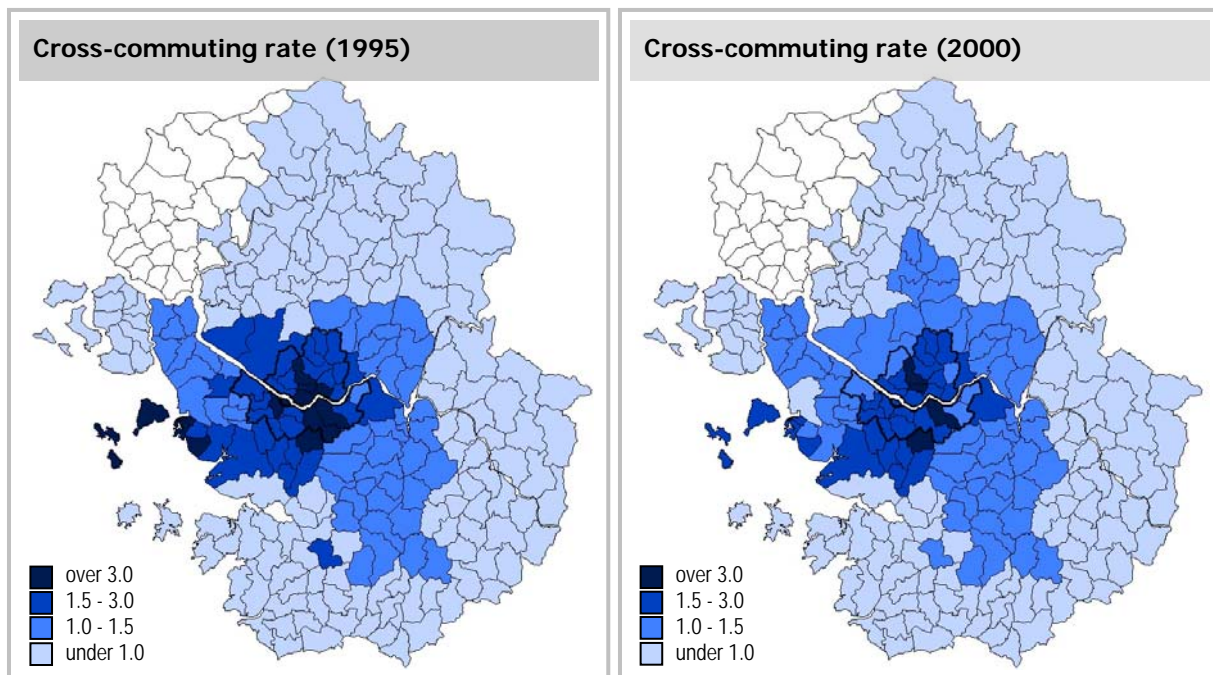 Cross-commuting rate (1995)
over 3.0
1.5 - 3.0
1.0 - 1.5
under 1.0
Cross-commuting rate (2000)
over 3.0
1.5 - 3.0
1.0 - 1.5
under 1.0